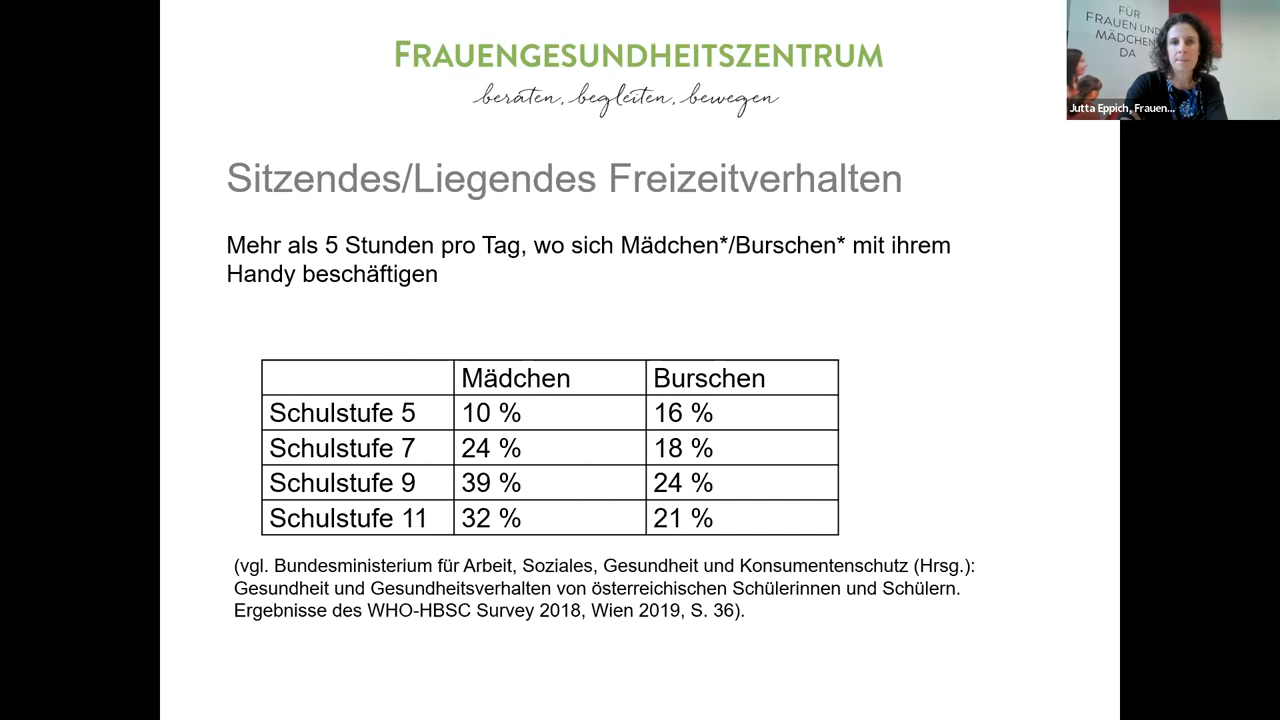 FRAUENGESUNDHEITSZENTRUM
beraten, begleiten, bewegen
FÜR
FRAUEN UND
MÄDCHEN
DA
Jutta Eppich, Frauen...
Sitzendes/Liegendes Freizeitverhalten
Mehr als 5 Stunden pro Tag, wo sich Mädchen*/Burschen* mit ihrem
Handy beschäftigen
Mädchen Burschen
Schulstufe 5 10 % 16 %
Schulstufe 7 24 % 18 %
Schulstufe 9 39 % 24 %
Schulstufe 11 32 % 21 %
(vgl. Bundesministerium für Arbeit, Soziales, Gesundheit und Konsumentenschutz (Hrsg.):
Gesundheit und Gesundheitsverhalten von österreichischen Schülerinnen und Schülern.
Ergebnisse des WHO-HBSC Survey 2018, Wien 2019, S. 36).